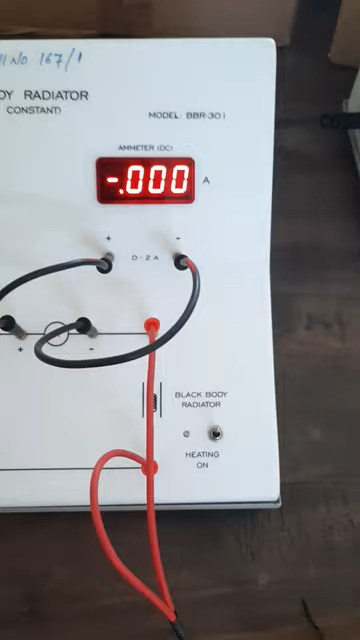 No 167/1
DY RADIATOR
CONSTANT)
MODEL: BBR-301
AMMETER (DC)
-.000 A
+ -
0 - 2 A
+ -
BLACK BODY
RADIATOR
HEATING
ON